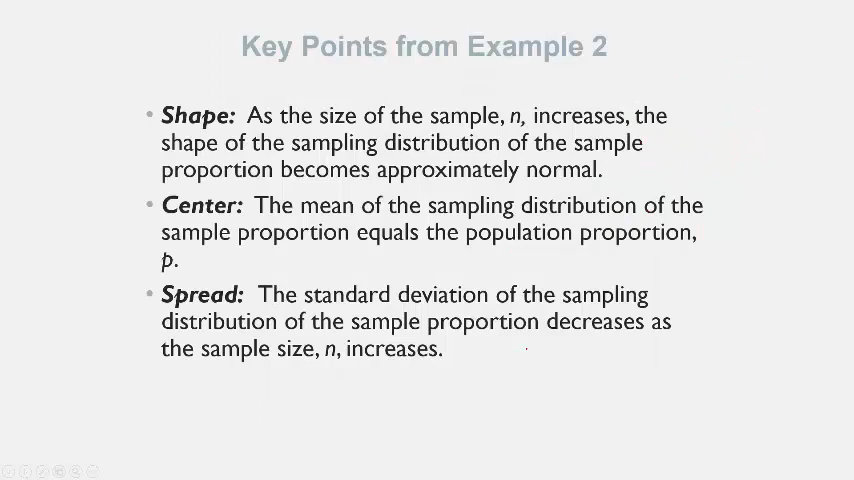 Key Points from Example 2
• Shape: As the size of the sample, n, increases, the
shape of the sampling distribution of the sample
proportion becomes approximately normal.
• Center: The mean of the sampling distribution of the
sample proportion equals the population proportion,
p.
• Spread: The standard deviation of the sampling
distribution of the sample proportion decreases as
the sample size, n, increases.